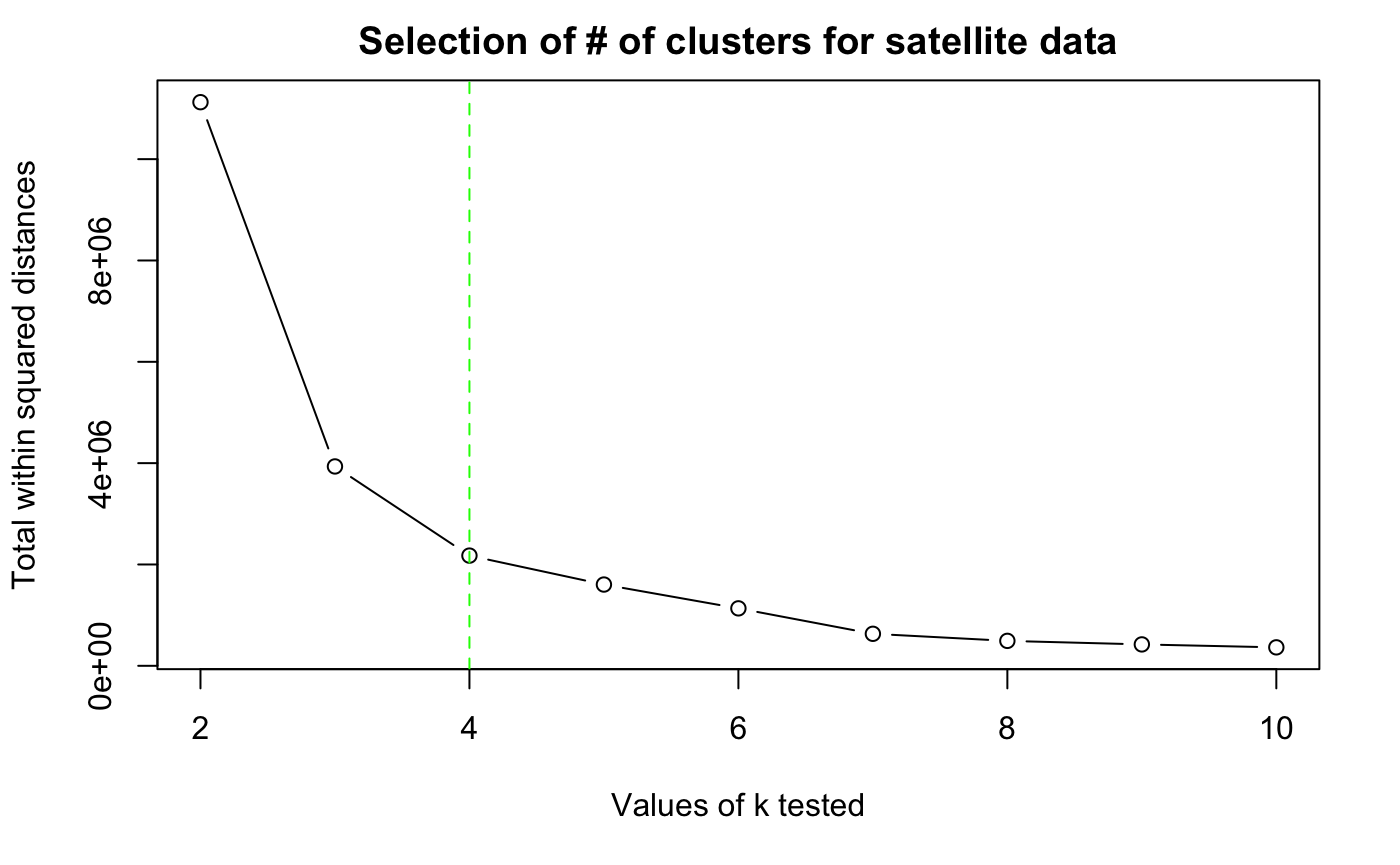 Selection of # of clusters for satellite data
Total within squared distances
8e+06
4e+06
0e+00
2 4 6 8 10
Values of k tested